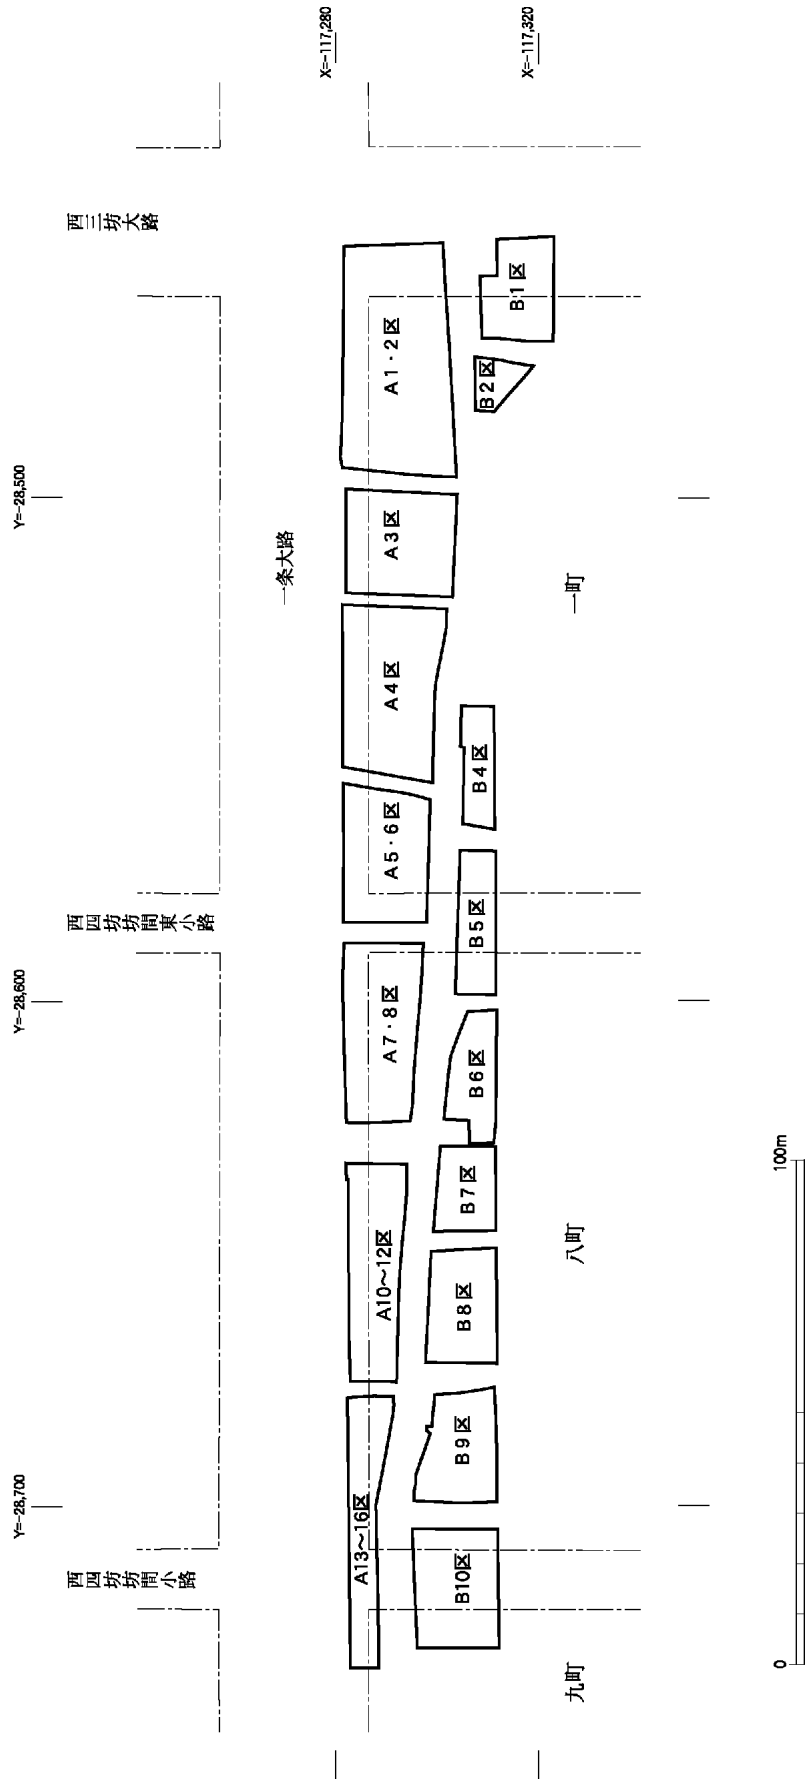 X=-117,280
X=-117,320
西三坊大路
Y=-28,500
一条大路
A1・2区
B1区
B2区
A3区
一町
A4区
B4区
A5・6区
西四坊坊間東小路
B5区
Y=-28,600
A7・8区
B6区
B7区
A10～12区
八町
B8区
B9区
Y=-28,700
A13～16区
西四坊坊間小路
B10区
九町
0
100m